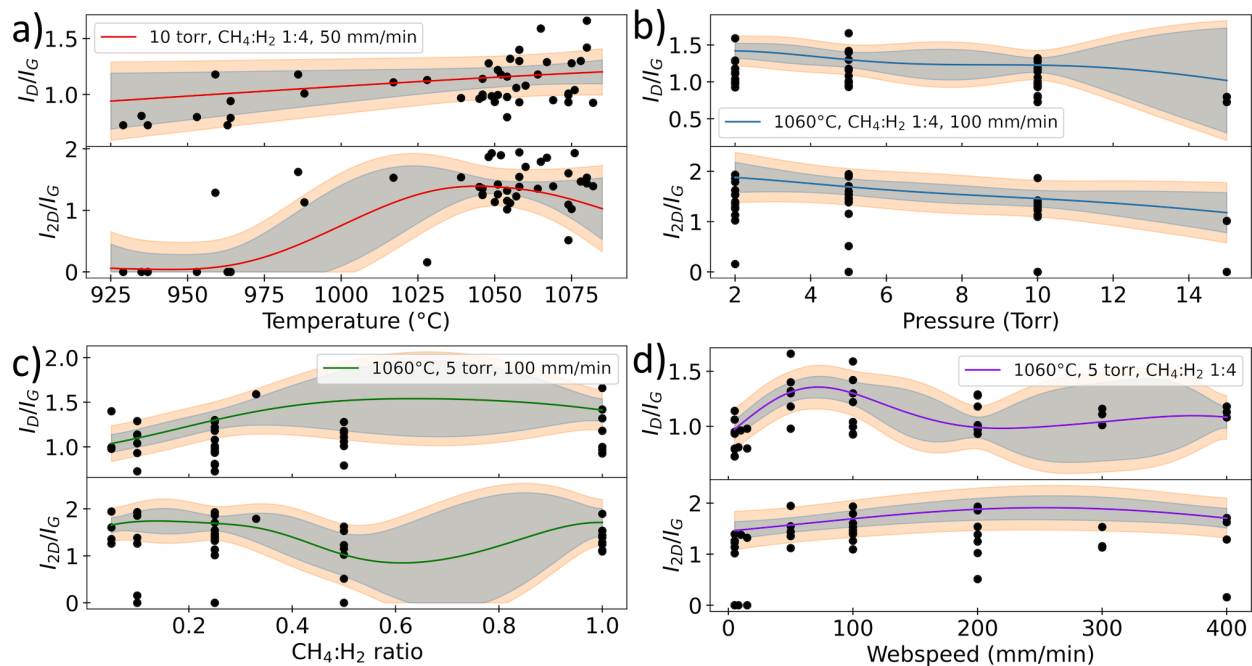 a)
10 torr, CH₄:H₂ 1:4, 50 mm/min
1.5
1.0
I_D/I_G
2
1
0
I_2D/I_G
925 950 975 1000 1025 1050 1075
Temperature (°C)
b)
1060°C, CH₄:H₂ 1:4, 100 mm/min
1.5
1.0
0.5
I_D/I_G
2
1
0
I_2D/I_G
2 4 6 8 10 12 14
Pressure (Torr)
c)
1060°C, 5 torr, 100 mm/min
2.0
1.5
1.0
I_D/I_G
2
1
0
I_2D/I_G
0.2 0.4 0.6 0.8 1.0
CH₄:H₂ ratio
d)
1060°C, 5 torr, CH₄:H₂ 1:4
1.5
1.0
I_D/I_G
2
1
0
I_2D/I_G
0 100 200 300 400
Webspeed (mm/min)